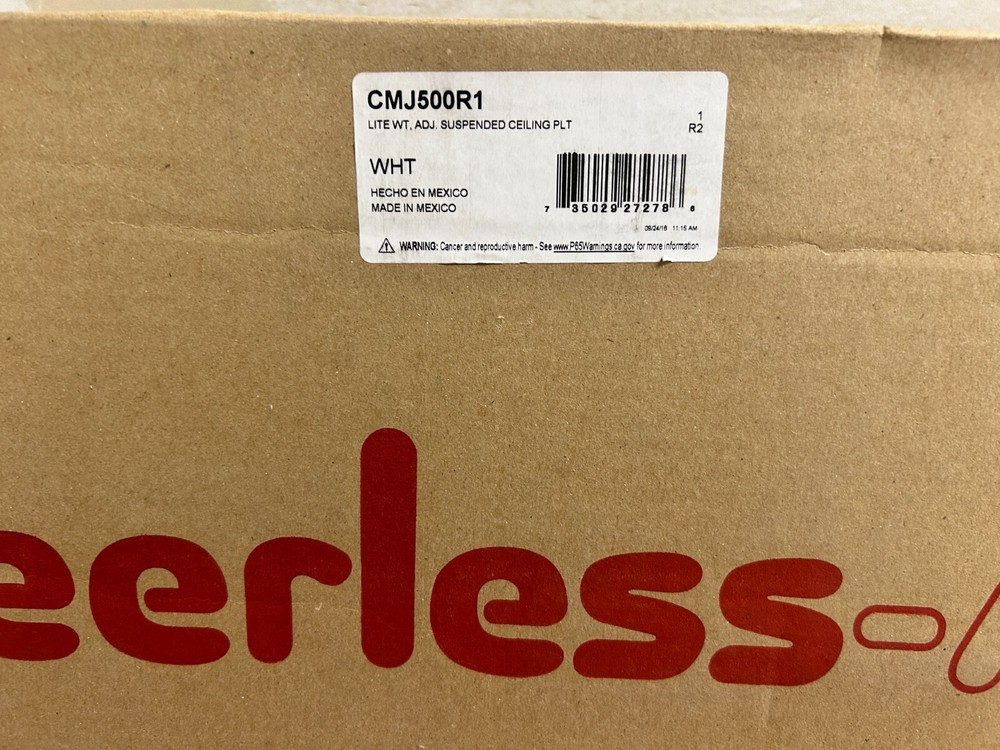 CMJ500R1
LITE WT, ADJ. SUSPENDED CEILING PLT
1
R2
WHT
HECHO EN MEXICO
MADE IN MEXICO
7 35029 27278 6
09/24/18 11:15 AM
WARNING: Cancer and reproductive harm - See www.P65Warnings.ca.gov for more information
eerless-